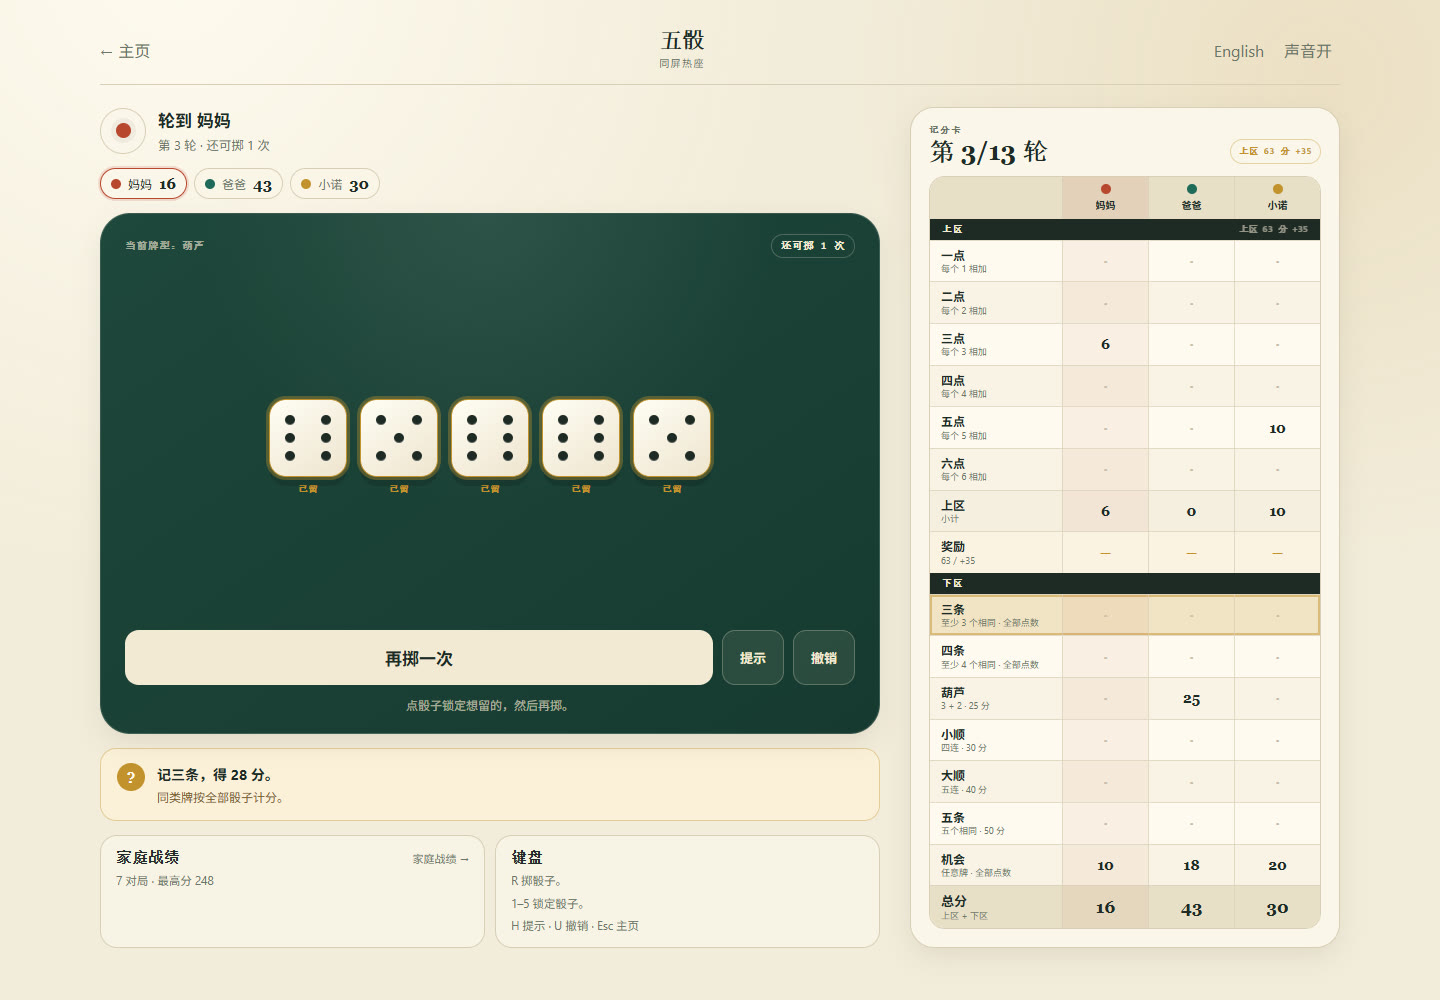 ← 主页
五骰
同屏热座
English
声音开
轮到 妈妈
第 3 轮 · 还可掷 1 次
妈妈 16
爸爸 43
小诺 30
当前牌型：葫芦
还可掷 1 次
已留
已留
已留
已留
已留
再掷一次
提示
撤销
点骰子锁定想留的，然后再掷。
?
记三条，得 28 分。
同类牌按全部骰子计分。
家庭战绩
家庭战绩 →
7 对局 · 最高分 248
键盘
R 掷骰子。
1–5 锁定骰子。
H 提示 · U 撤销 · Esc 主页
记分卡
第 3/13 轮
上区 63 分 +35
妈妈 爸爸 小诺
上区 上区 63 分 +35
一点 - - -
每个 1 相加
二点 - - -
每个 2 相加
三点 6 - -
每个 3 相加
四点 - - -
每个 4 相加
五点 - - 10
每个 5 相加
六点 - - -
每个 6 相加
上区 6 0 10
小计
奖励 — — —
63 / +35
下区
三条 - - -
至少 3 个相同 · 全部点数
四条 - - -
至少 4 个相同 · 全部点数
葫芦 - 25 -
3 + 2 · 25 分
小顺 - - -
四连 · 30 分
大顺 - - -
五连 · 40 分
五条 - - -
五个相同 · 50 分
机会 10 18 20
任意牌 · 全部点数
总分 16 43 30
上区 + 下区